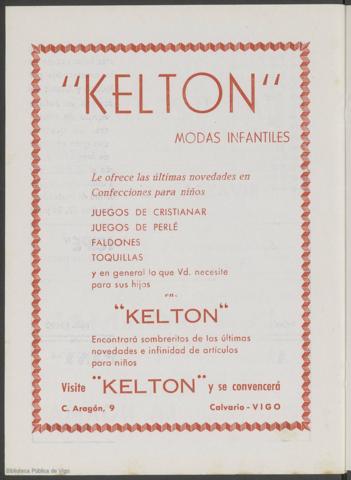 "KELTON"
MODAS INFANTILES
Le ofrece las últimas novedades en
Confecciones para niños
JUEGOS DE CRISTIANAR
JUEGOS DE PERLÉ
FALDONES
TOQUILLAS
y en general lo que Vd. necesite
para sus hijos
en.
"KELTON"
Encontrará sombreritos de las últimas
novedades e infinidad de artículos
para niños
Visite "KELTON" y se convencerá
C. Aragón, 9 Calvario - VIGO
Biblioteca Pública de Vigo